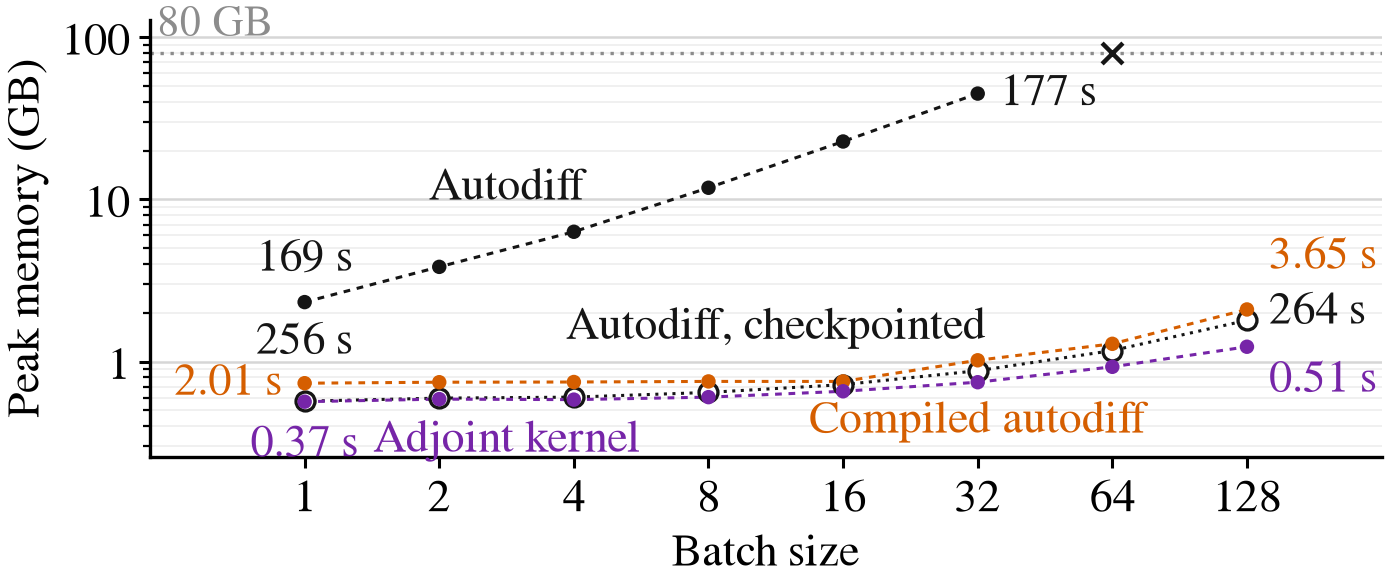 80 GB
100
10
1
Peak memory (GB)
177 s
Autodiff
169 s
256 s
3.65 s
264 s
Autodiff, checkpointed
2.01 s
0.51 s
Compiled autodiff
0.37 s
Adjoint kernel
1 2 4 8 16 32 64 128
Batch size